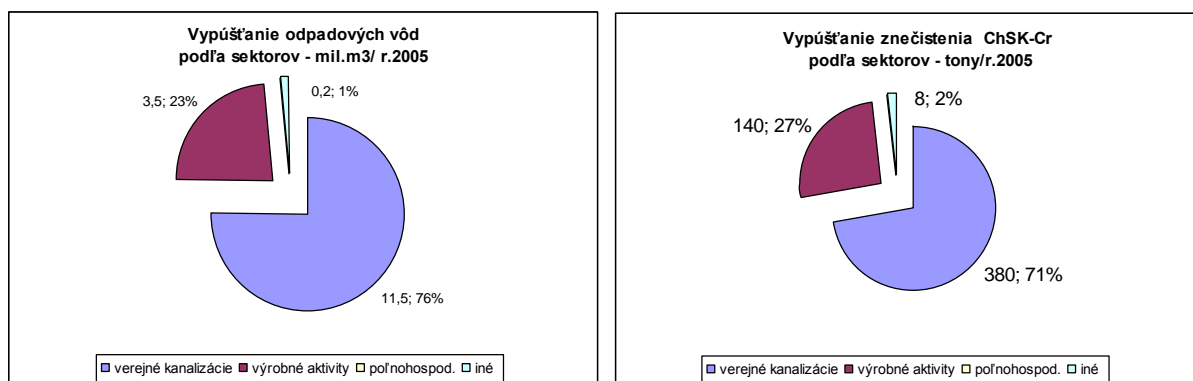 Vypúšťanie odpadových vôd
podľa sektorov - mil.m3/ r.2005
3,5; 23%
0,2; 1%
11,5; 76%
verejné kanalizácie výrobné aktivity poľnohospod. iné
Vypúšťanie znečistenia ChSK-Cr
podľa sektorov - tony/r.2005
140; 27%
8; 2%
380; 71%
verejné kanalizácie výrobné aktivity poľnohospod. iné